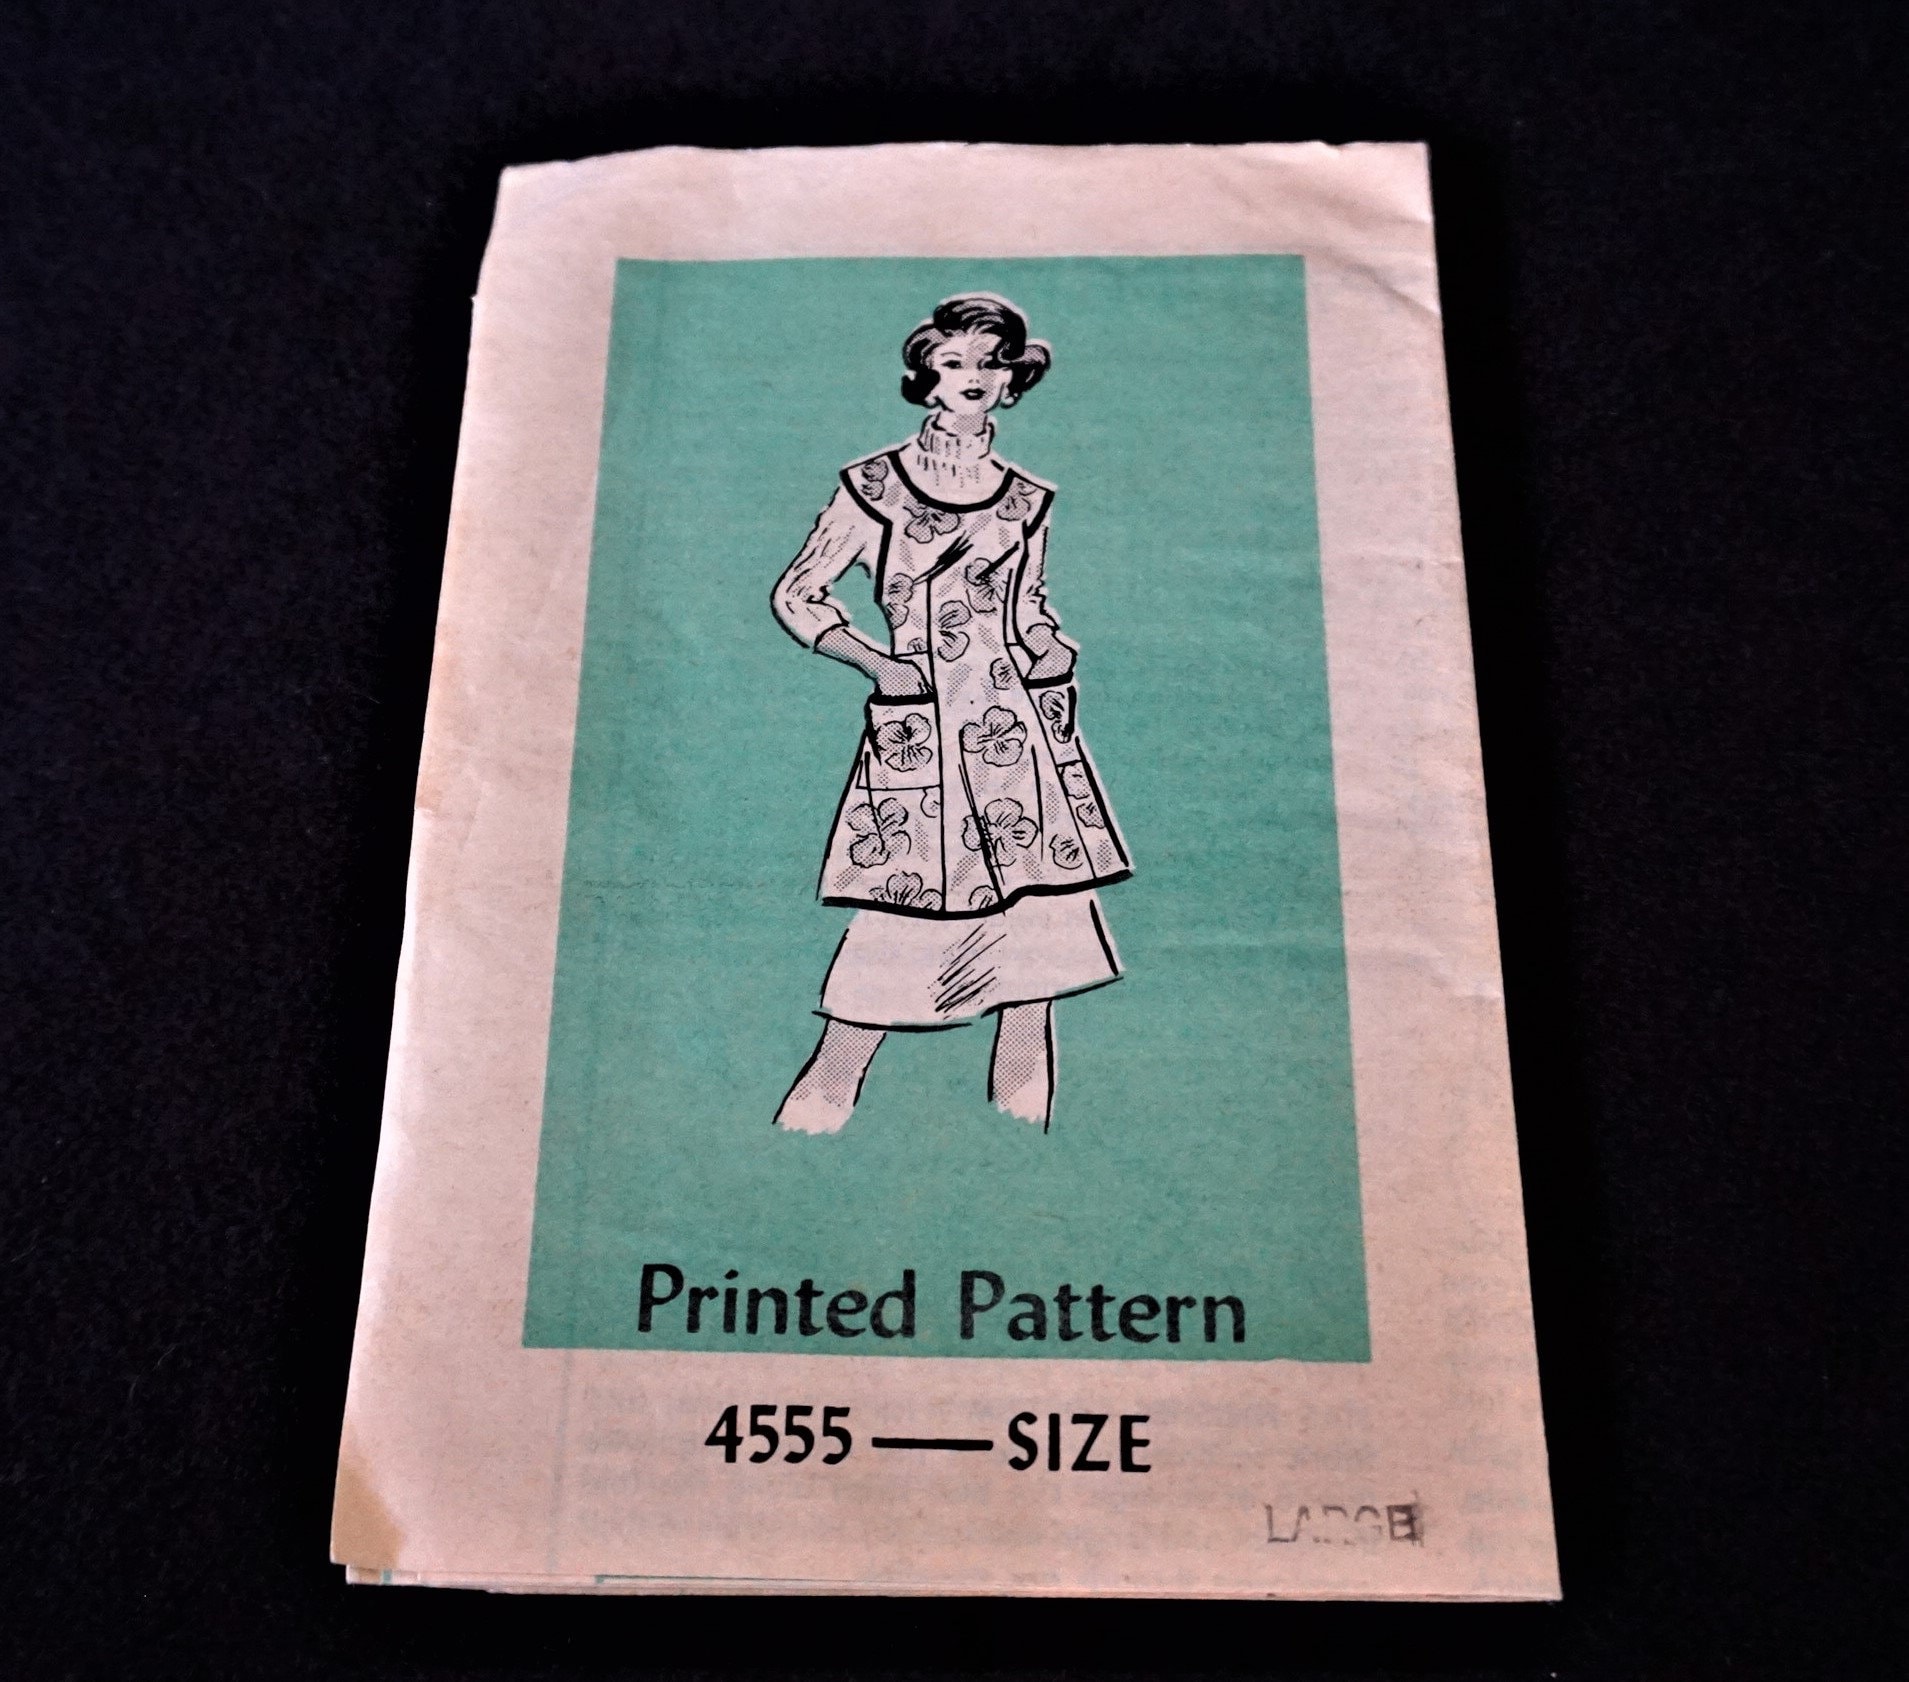 Printed Pattern
4555 — SIZE
LARGE